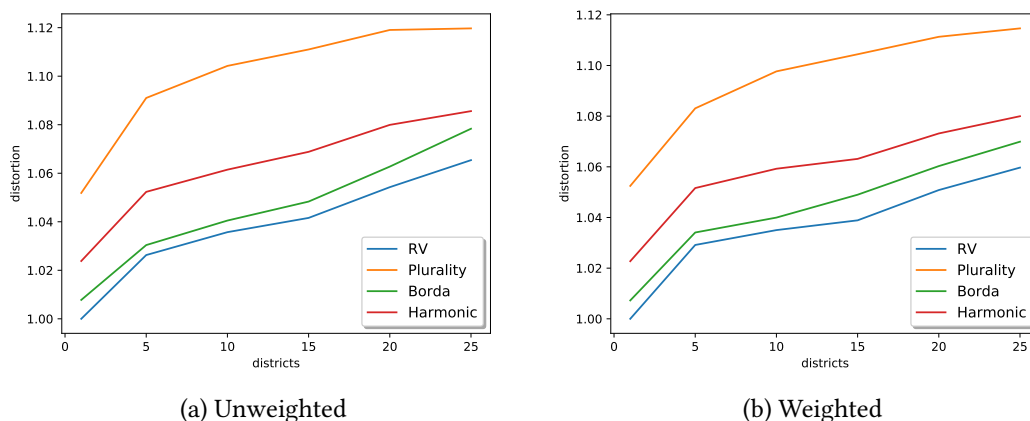 1.12
1.10
1.08
1.06
1.04
1.02
1.00
distortion
0 5 10 15 20 25
districts
RV
Plurality
Borda
Harmonic
(a) Unweighted
1.12
1.10
1.08
1.06
1.04
1.02
1.00
distortion
0 5 10 15 20 25
districts
RV
Plurality
Borda
Harmonic
(b) Weighted